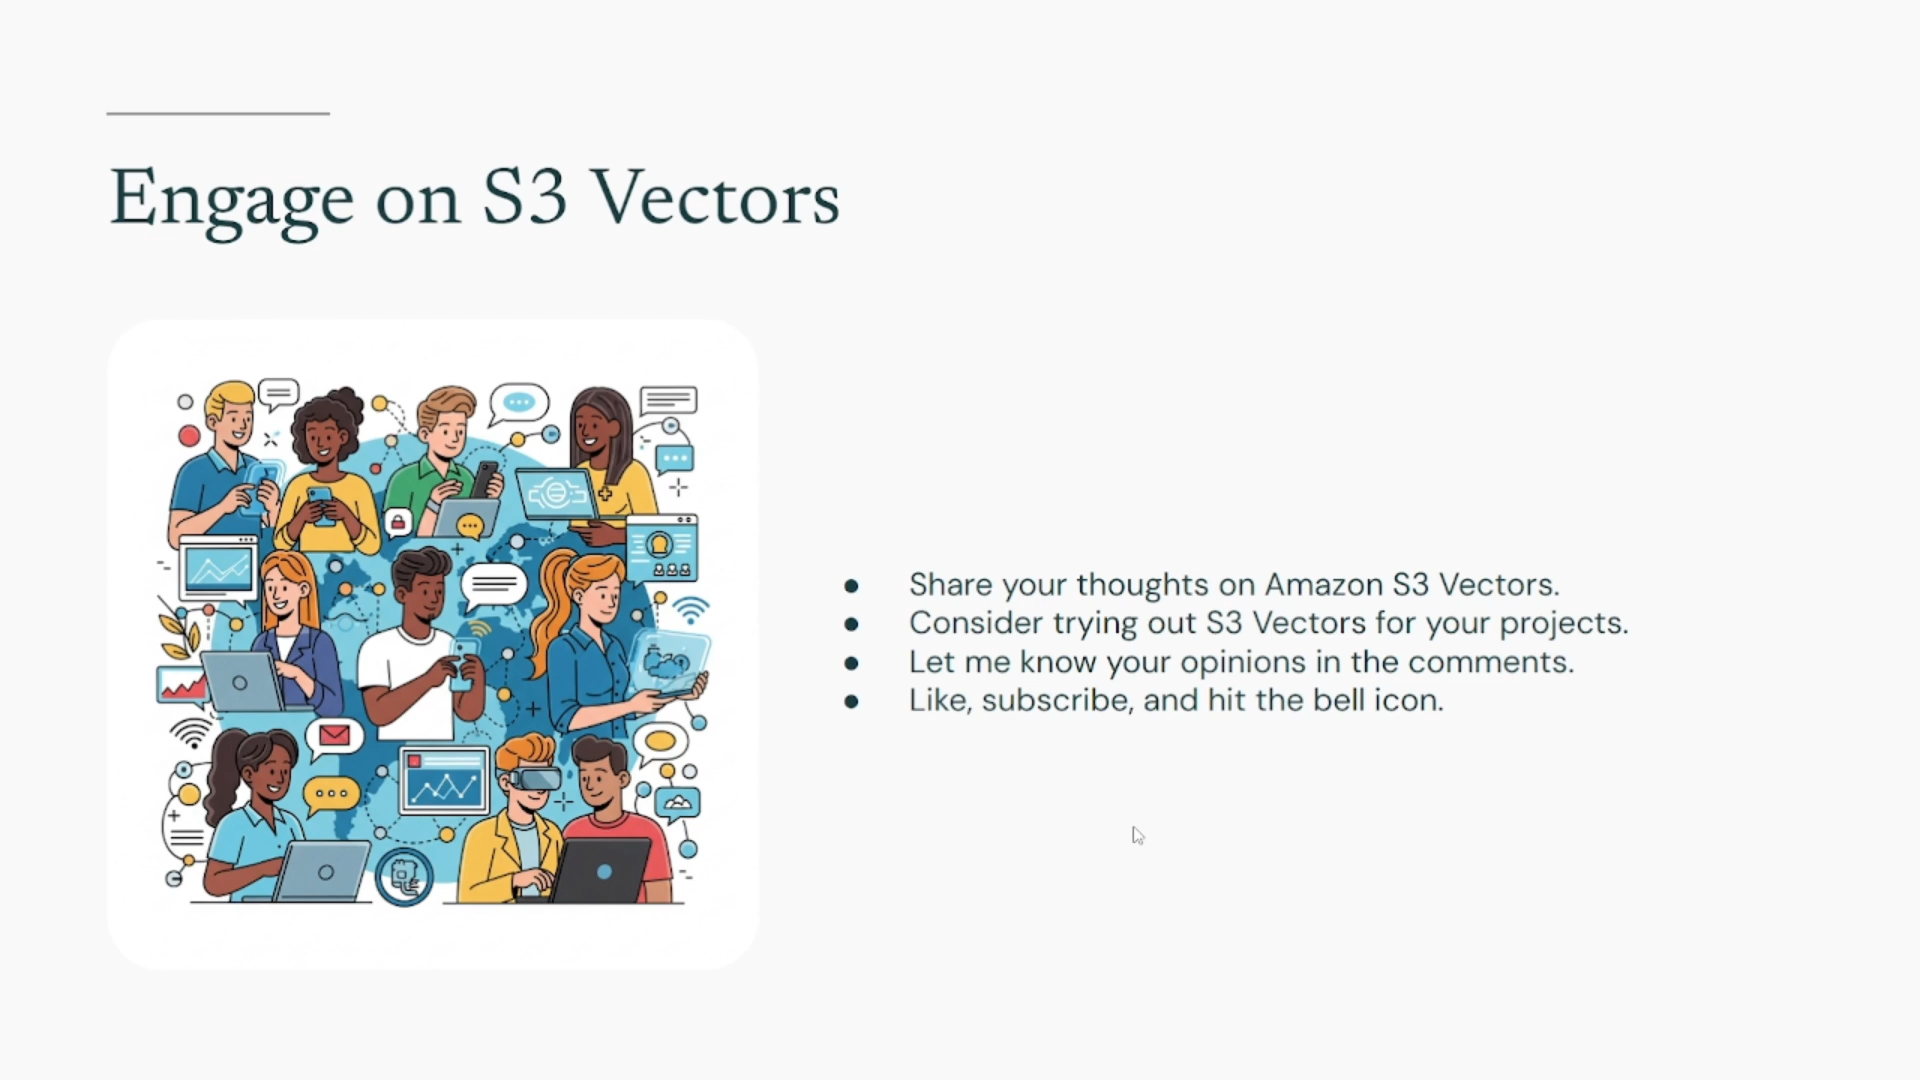 Engage on S3 Vectors
● Share your thoughts on Amazon S3 Vectors.
● Consider trying out S3 Vectors for your projects.
● Let me know your opinions in the comments.
● Like, subscribe, and hit the bell icon.